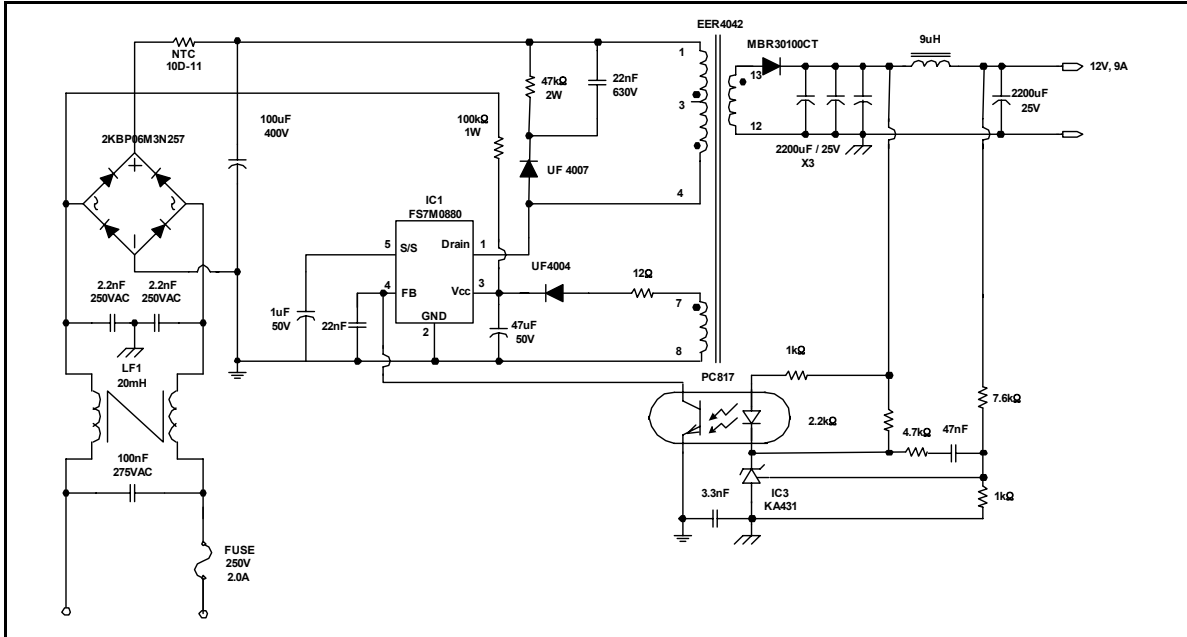 EER4042
NTC
10D-11
1
MBR30100CT
9uH
13
12V, 9A
47kΩ
2W
22nF
630V
3
2200uF
25V
100kΩ
1W
100uF
400V
12
2KBP06M3N257
2200uF / 25V
X3
UF 4007
4
IC1
FS7M0880
5
S/S
Drain
1
UF4004
12Ω
2.2nF
250VAC
2.2nF
250VAC
4
FB
Vcc
3
7
1uF
50V
22nF
GND
2
47uF
50V
8
LF1
20mH
PC817
1kΩ
7.6kΩ
2.2kΩ
4.7kΩ
47nF
100nF
275VAC
3.3nF
IC3
KA431
1kΩ
FUSE
250V
2.0A